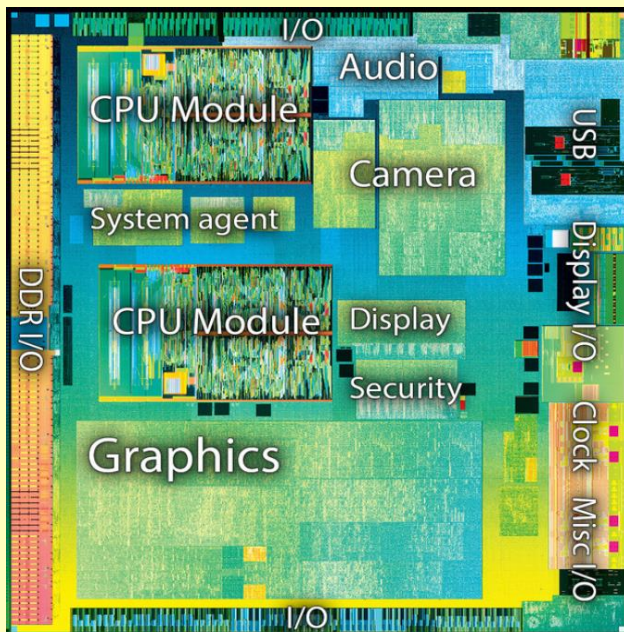 I/O
Audio
CPU Module
USB
Camera
System agent
Display I/O
DDR I/O
CPU Module
Display
Security
Clock
Graphics
Misc I/O
I/O